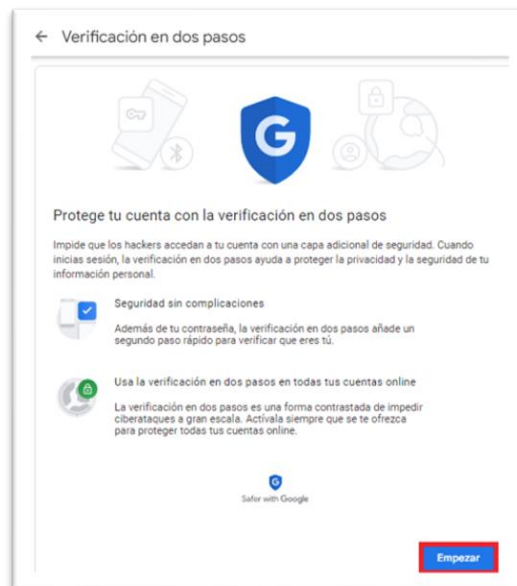 ← Verificación en dos pasos
G
Protege tu cuenta con la verificación en dos pasos
Impide que los hackers accedan a tu cuenta con una capa adicional de seguridad. Cuando
inicias sesión, la verificación en dos pasos ayuda a proteger la privacidad y la seguridad de tu
información personal.
Seguridad sin complicaciones
Además de tu contraseña, la verificación en dos pasos añade un
segundo paso rápido para verificar que eres tú.
Usa la verificación en dos pasos en todas tus cuentas online
La verificación en dos pasos es una forma contrastada de impedir
ciberataques a gran escala. Actívala siempre que se te ofrezca
para proteger todas tus cuentas online.
G
Safer with Google
Empezar